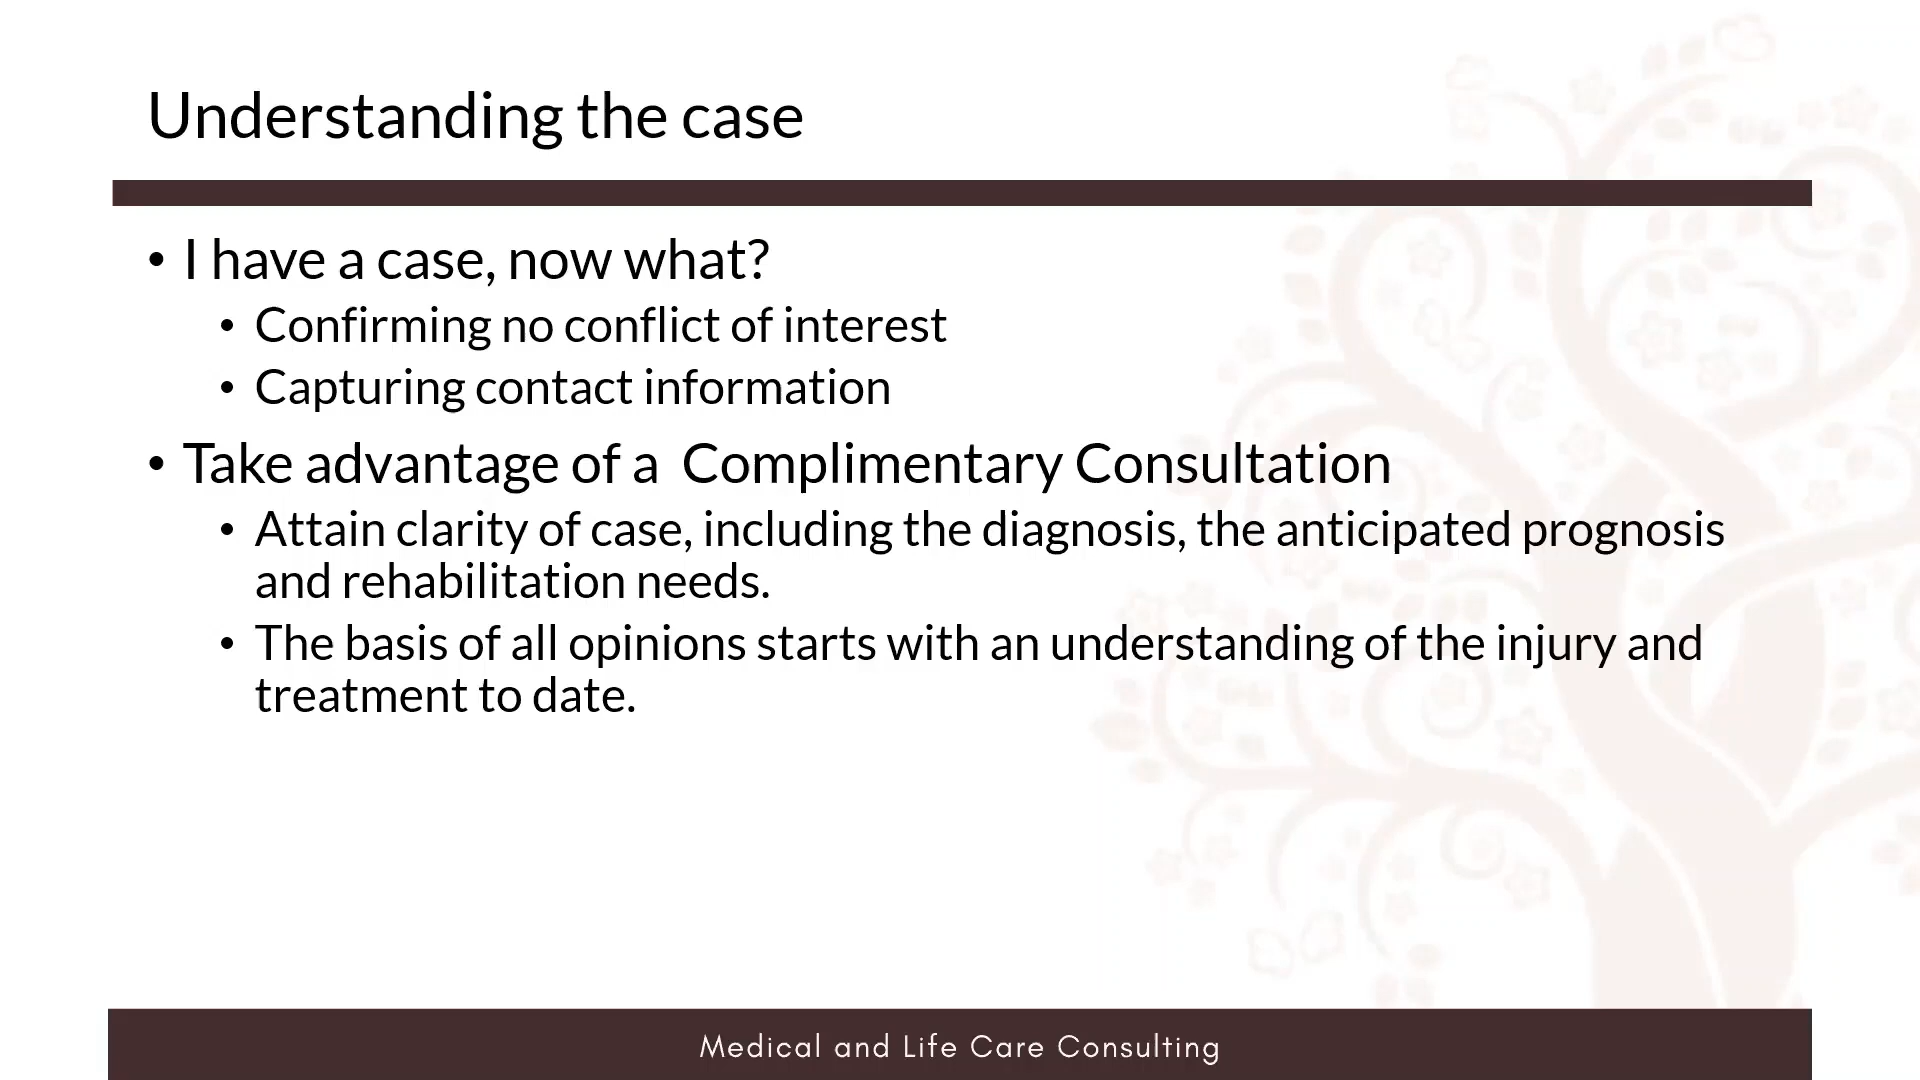 Understanding the case
• I have a case, now what?
• Confirming no conflict of interest
• Capturing contact information
• Take advantage of a  Complimentary Consultation
• Attain clarity of case, including the diagnosis, the anticipated prognosis
and rehabilitation needs.
• The basis of all opinions starts with an understanding of the injury and
treatment to date.
Medical and Life Care Consulting